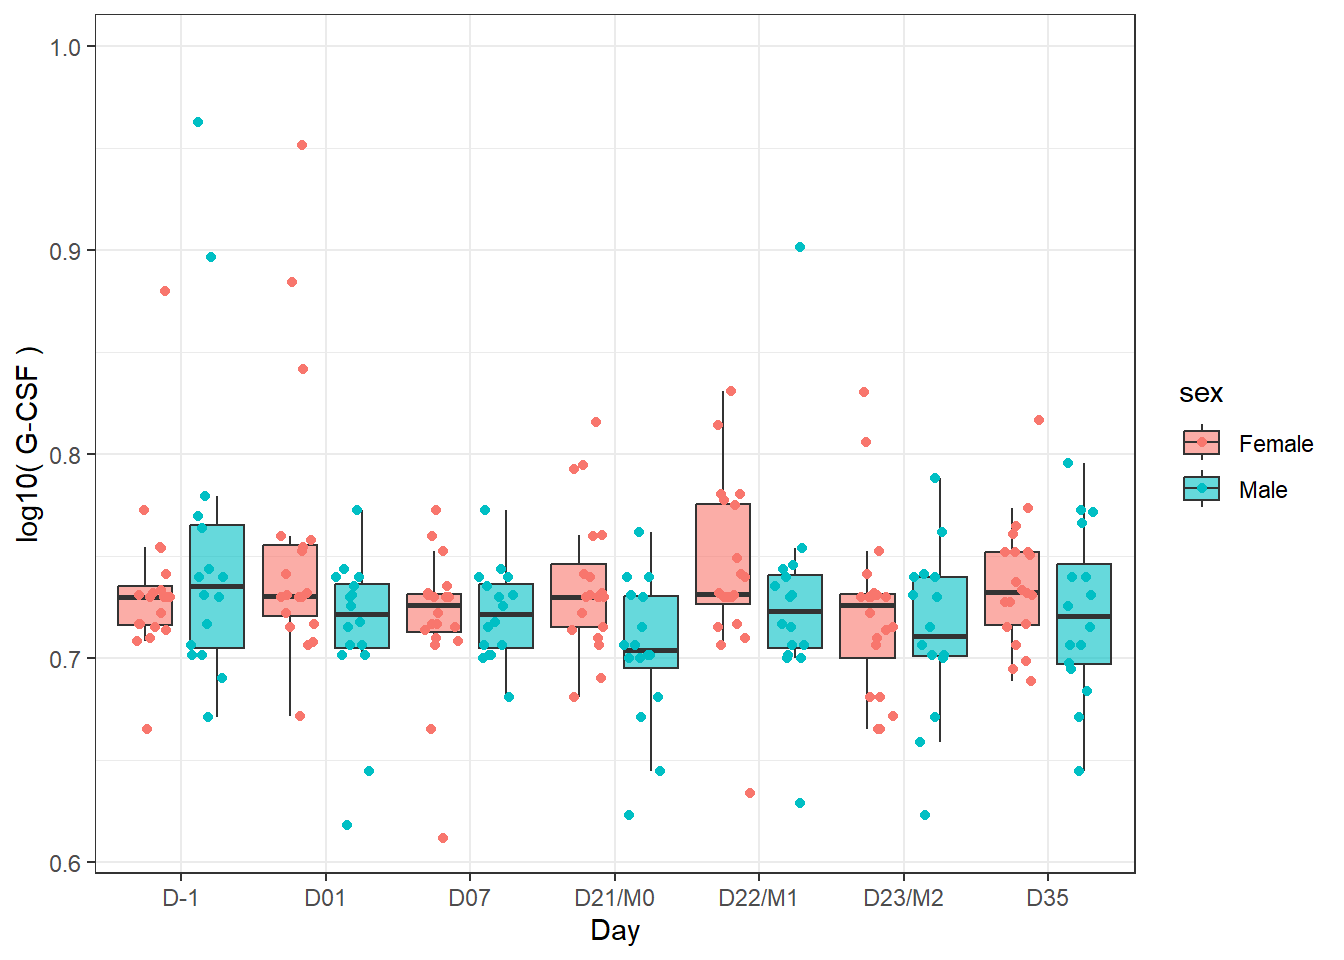 1.0
0.9
0.8
0.7
0.6
log10( G-CSF )
D-1
D01
D07
D21/M0
D22/M1
D23/M2
D35
Day
sex
Female
Male